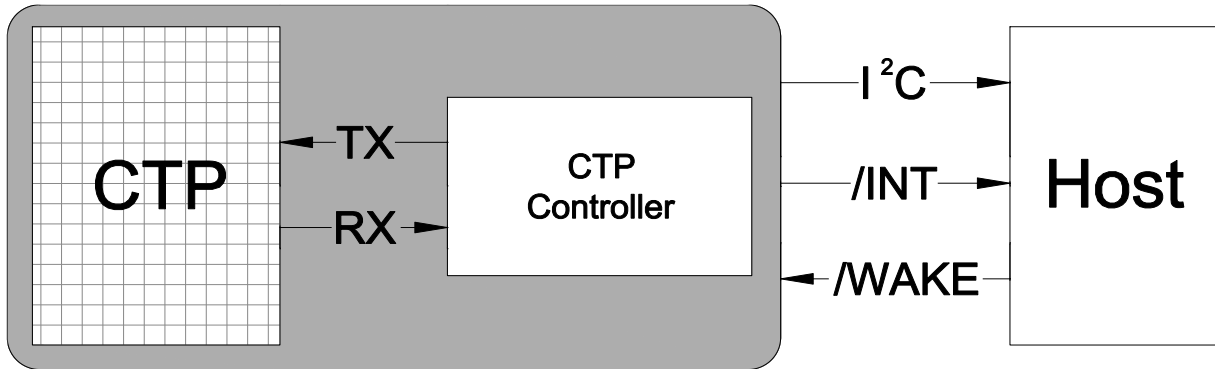 CTP
TX
RX
CTP
Controller
I²C
/INT
/WAKE
Host